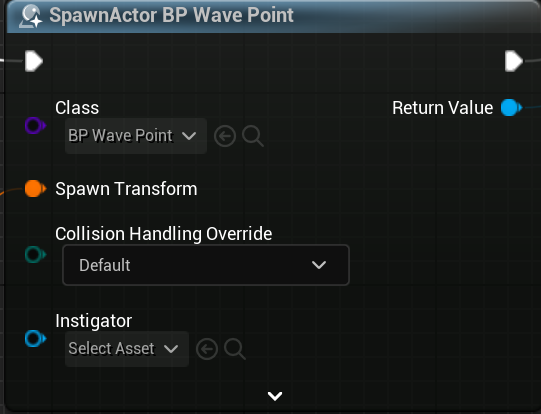 SpawnActor BP Wave Point
Class
BP Wave Point
Return Value
Spawn Transform
Collision Handling Override
Default
Instigator
Select Asset